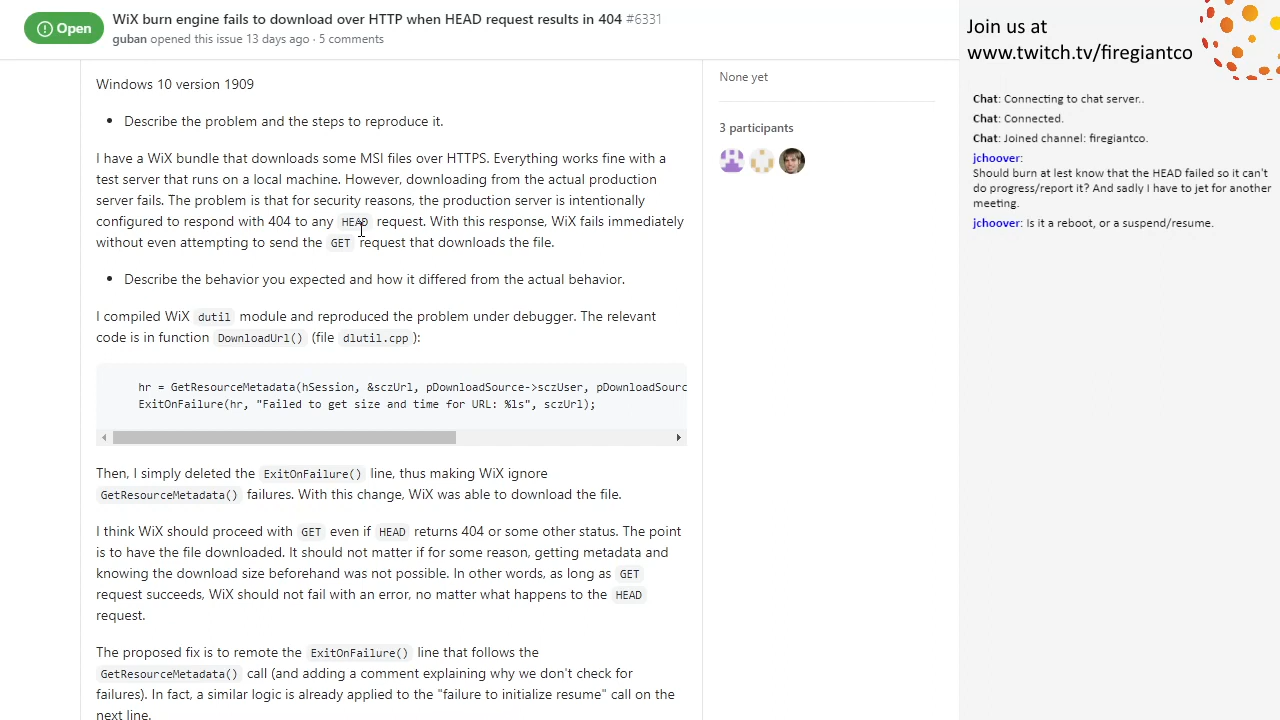 WiX burn engine fails to download over HTTP when HEAD request results in 404 #6331
Open
guban opened this issue 13 days ago · 5 comments
Windows 10 version 1909
• Describe the problem and the steps to reproduce it.
I have a WiX bundle that downloads some MSI files over HTTPS. Everything works fine with a
test server that runs on a local machine. However, downloading from the actual production
server fails. The problem is that for security reasons, the production server is intentionally
configured to respond with 404 to any HEAD request. With this response, WiX fails immediately
without even attempting to send the GET request that downloads the file.
• Describe the behavior you expected and how it differed from the actual behavior.
I compiled WiX dutil module and reproduced the problem under debugger. The relevant
code is in function DownloadUrl() (file dlutil.cpp ):
hr = GetResourceMetadata(hSession, &sczUrl, pDownloadSource->sczUser, pDownloadSourc
ExitOnFailure(hr, "Failed to get size and time for URL: %ls", sczUrl);
Then, I simply deleted the ExitOnFailure() line, thus making WiX ignore
GetResourceMetadata() failures. With this change, WiX was able to download the file.
I think WiX should proceed with GET even if HEAD returns 404 or some other status. The point
is to have the file downloaded. It should not matter if for some reason, getting metadata and
knowing the download size beforehand was not possible. In other words, as long as GET
request succeeds, WiX should not fail with an error, no matter what happens to the HEAD
request.
The proposed fix is to remote the ExitOnFailure() line that follows the
GetResourceMetadata() call (and adding a comment explaining why we don't check for
failures). In fact, a similar logic is already applied to the "failure to initialize resume" call on the
next line.
None yet
3 participants
Join us at
www.twitch.tv/firegiantco
Chat: Connecting to chat server..
Chat: Connected.
Chat: Joined channel: firegiantco.
jchoover:
Should burn at lest know that the HEAD failed so it can't
do progress/report it? And sadly I have to jet for another
meeting.
jchoover: Is it a reboot, or a suspend/resume.